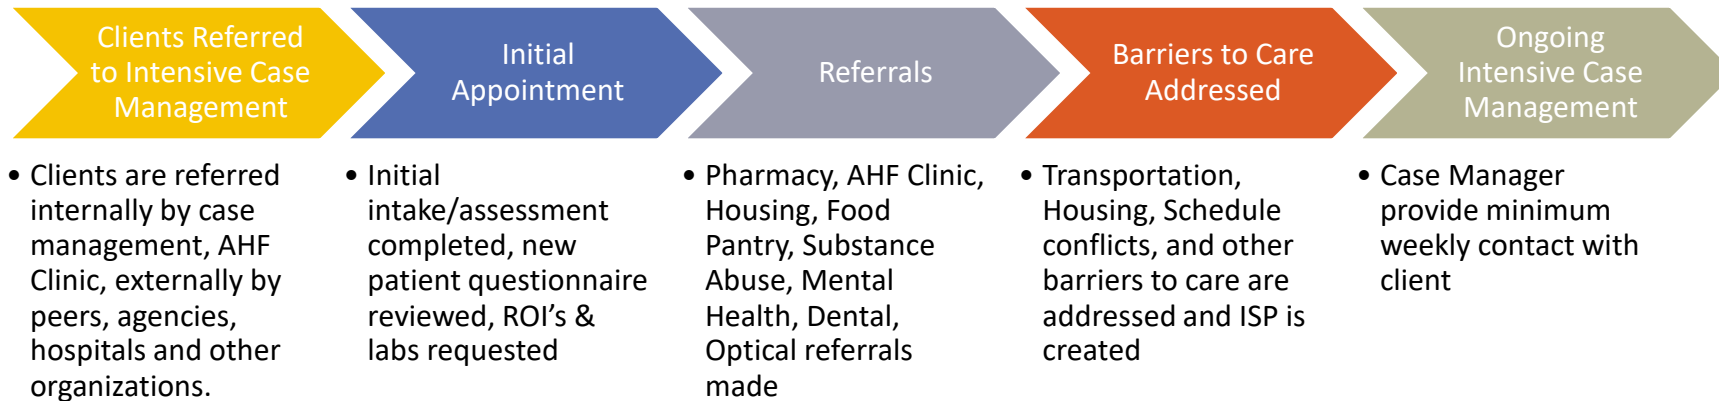 Clients Referred
to Intensive Case
Management
• Clients are referred
internally by case
management, AHF
Clinic, externally by
peers, agencies,
hospitals and other
organizations.
Initial
Appointment
• Initial
intake/assessment
completed, new
patient questionnaire
reviewed, ROI’s &
labs requested
Referrals
• Pharmacy, AHF Clinic,
Housing, Food
Pantry, Substance
Abuse, Mental
Health, Dental,
Optical referrals
made
Barriers to Care
Addressed
• Transportation,
Housing, Schedule
conflicts, and other
barriers to care are
addressed and ISP is
created
Ongoing
Intensive Case
Management
• Case Manager
provide minimum
weekly contact with
client